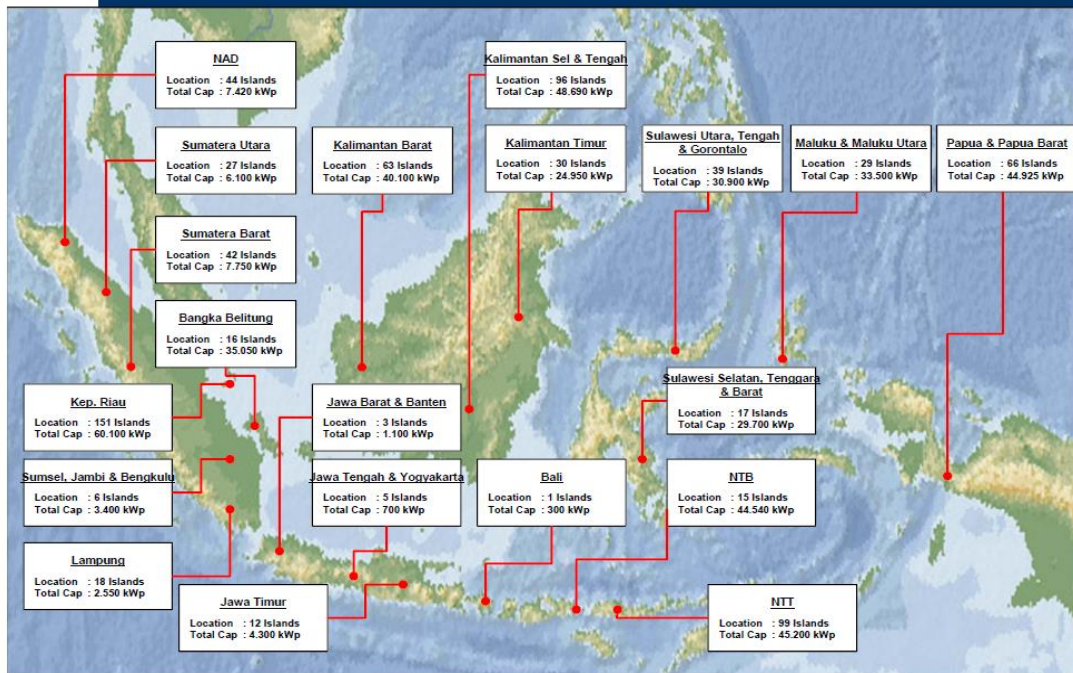 NAD
Location : 44 Islands
Total Cap : 7.420 kWp
Kalimantan Sel & Tengah
Location : 96 Islands
Total Cap : 48.690 kWp
Sumatera Utara
Location : 27 Islands
Total Cap : 6.100 kWp
Kalimantan Barat
Location : 63 Islands
Total Cap : 40.100 kWp
Kalimantan Timur
Location : 30 Islands
Total Cap : 24.950 kWp
Sulawesi Utara, Tengah
& Gorontalo
Location : 39 Islands
Total Cap : 30.900 kWp
Maluku & Maluku Utara
Location : 29 Islands
Total Cap : 33.500 kWp
Papua & Papua Barat
Location : 66 Islands
Total Cap : 44.925 kWp
Sumatera Barat
Location : 42 Islands
Total Cap : 7.750 kWp
Bangka Belitung
Location : 16 Islands
Total Cap : 35.050 kWp
Kep. Riau
Location : 151 Islands
Total Cap : 60.100 kWp
Jawa Barat & Banten
Location : 3 Islands
Total Cap : 1.100 kWp
Sulawesi Selatan, Tenggara
& Barat
Location : 17 Islands
Total Cap : 29.700 kWp
Sumsel, Jambi & Bengkulu
Location : 6 Islands
Total Cap : 3.400 kWp
Jawa Tengah & Yogyakarta
Location : 5 Islands
Total Cap : 700 kWp
Bali
Location : 1 Islands
Total Cap : 300 kWp
NTB
Location : 15 Islands
Total Cap : 44.540 kWp
Lampung
Location : 18 Islands
Total Cap : 2.550 kWp
Jawa Timur
Location : 12 Islands
Total Cap : 4.300 kWp
NTT
Location : 99 Islands
Total Cap : 45.200 kWp